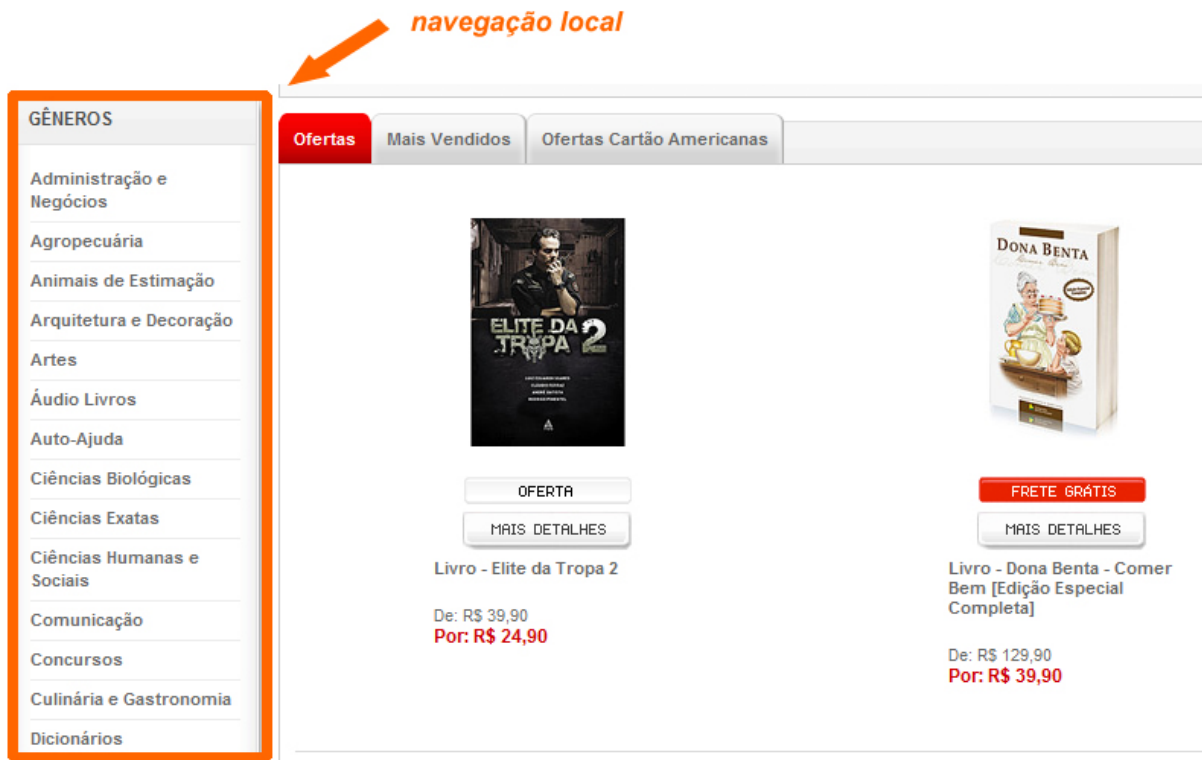 navegação local
GÊNEROS
Administração e
Negócios
Agropecuária
Animais de Estimação
Arquitetura e Decoração
Artes
Áudio Livros
Auto-Ajuda
Ciências Biológicas
Ciências Exatas
Ciências Humanas e
Sociais
Comunicação
Concursos
Culinária e Gastronomia
Dicionários
Ofertas
Mais Vendidos
Ofertas Cartão Americanas
ELITE DA
TROPA 2
OFERTA
MAIS DETALHES
Livro - Elite da Tropa 2
De: R$ 39,90
Por: R$ 24,90
DONA BENTA
Comer Bem
FRETE GRÁTIS
MAIS DETALHES
Livro - Dona Benta - Comer
Bem [Edição Especial
Completa]
De: R$ 129,90
Por: R$ 39,90